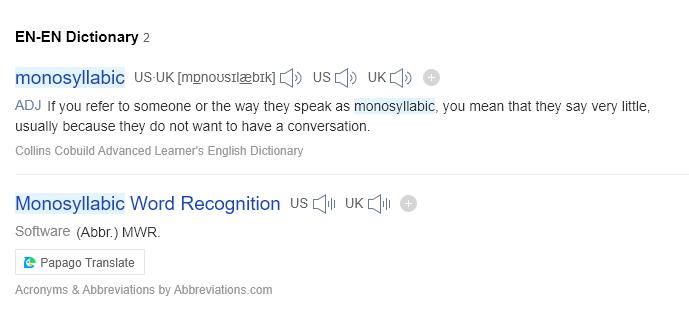 EN-EN Dictionary 2
monosyllabic US·UK [mɒnoʊsɪlæbɪk] US UK
ADJ If you refer to someone or the way they speak as monosyllabic, you mean that they say very little,
usually because they do not want to have a conversation.
Collins Cobuild Advanced Learner's English Dictionary
Monosyllabic Word Recognition US UK
Software (Abbr.) MWR.
Papago Translate
Acronyms & Abbreviations by Abbreviations.com